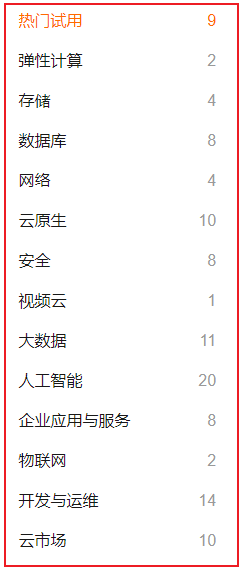 热门试用 9
弹性计算 2
存储 4
数据库 8
网络 4
云原生 10
安全 8
视频云 1
大数据 11
人工智能 20
企业应用与服务 8
物联网 2
开发与运维 14
云市场 10